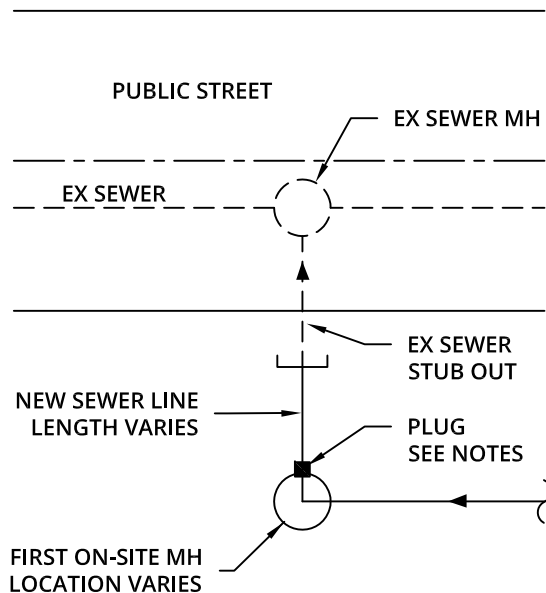 PUBLIC STREET
EX SEWER MH
EX SEWER
EX SEWER
STUB OUT
NEW SEWER LINE
LENGTH VARIES
PLUG
SEE NOTES
FIRST ON-SITE MH
LOCATION VARIES